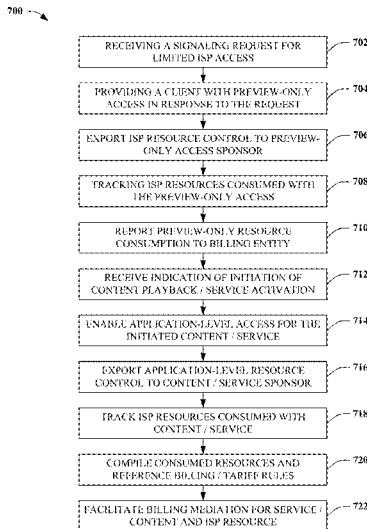 700
RECEIVING A SIGNALING REQUEST FOR
LIMITED ISP ACCESS
702
PROVIDING A CLIENT WITH PREVIEW-ONLY
ACCESS IN RESPONSE TO THE REQUEST
704
EXPORT ISP RESOURCE CONTROL TO PREVIEW-
ONLY ACCESS SPONSOR
706
TRACKING ISP RESOURCES CONSUMED WITH
THE PREVIEW-ONLY ACCESS
708
REPORT PREVIEW-ONLY RESOURCE
CONSUMPTION TO BILLING ENTITY
710
RECEIVE INDICATION OF INITIATION OF
CONTENT PLAYBACK / SERVICE ACTIVATION
712
ENABLE APPLICATION-LEVEL ACCESS FOR THE
INITIATED CONTENT / SERVICE
714
EXPORT APPLICATION-LEVEL RESOURCE
CONTROL TO CONTENT / SERVICE SPONSOR
716
TRACK ISP RESOURCES CONSUMED WITH
CONTENT / SERVICE
718
COMPILE CONSUMED RESOURCES AND
REFERENCE BILLING / TARIFF RULES
720
FACILITATE BILLING MEDIATION FOR SERVICE /
CONTENT AND ISP RESOURCE
722